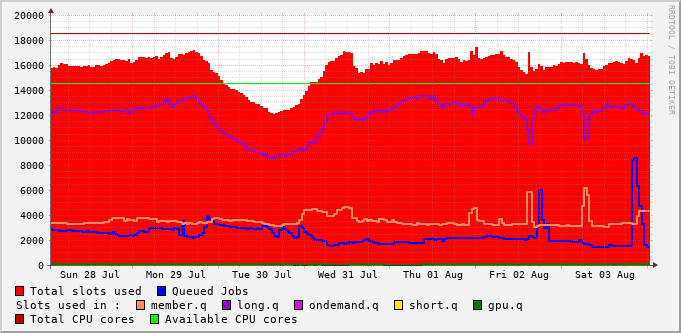 20000
18000
16000
14000
12000
10000
8000
6000
4000
2000
0
Sun 28 Jul Mon 29 Jul Tue 30 Jul Wed 31 Jul Thu 01 Aug Fri 02 Aug Sat 03 Aug
RRDTOOL / TOBI OETIKER
Total slots used Queued Jobs
Slots used in : member.q long.q ondemand.q short.q gpu.q
Total CPU cores Available CPU cores